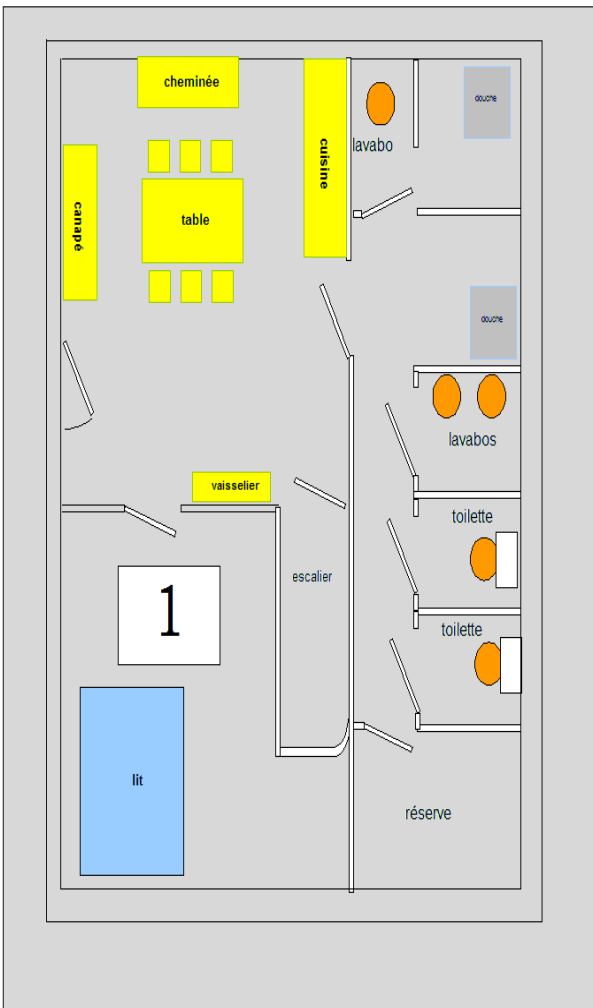 cheminée
douche
lavabo
cuisine
canapé
table
douche
lavabos
vaisselier
toilette
escalier
1
toilette
lit
réserve